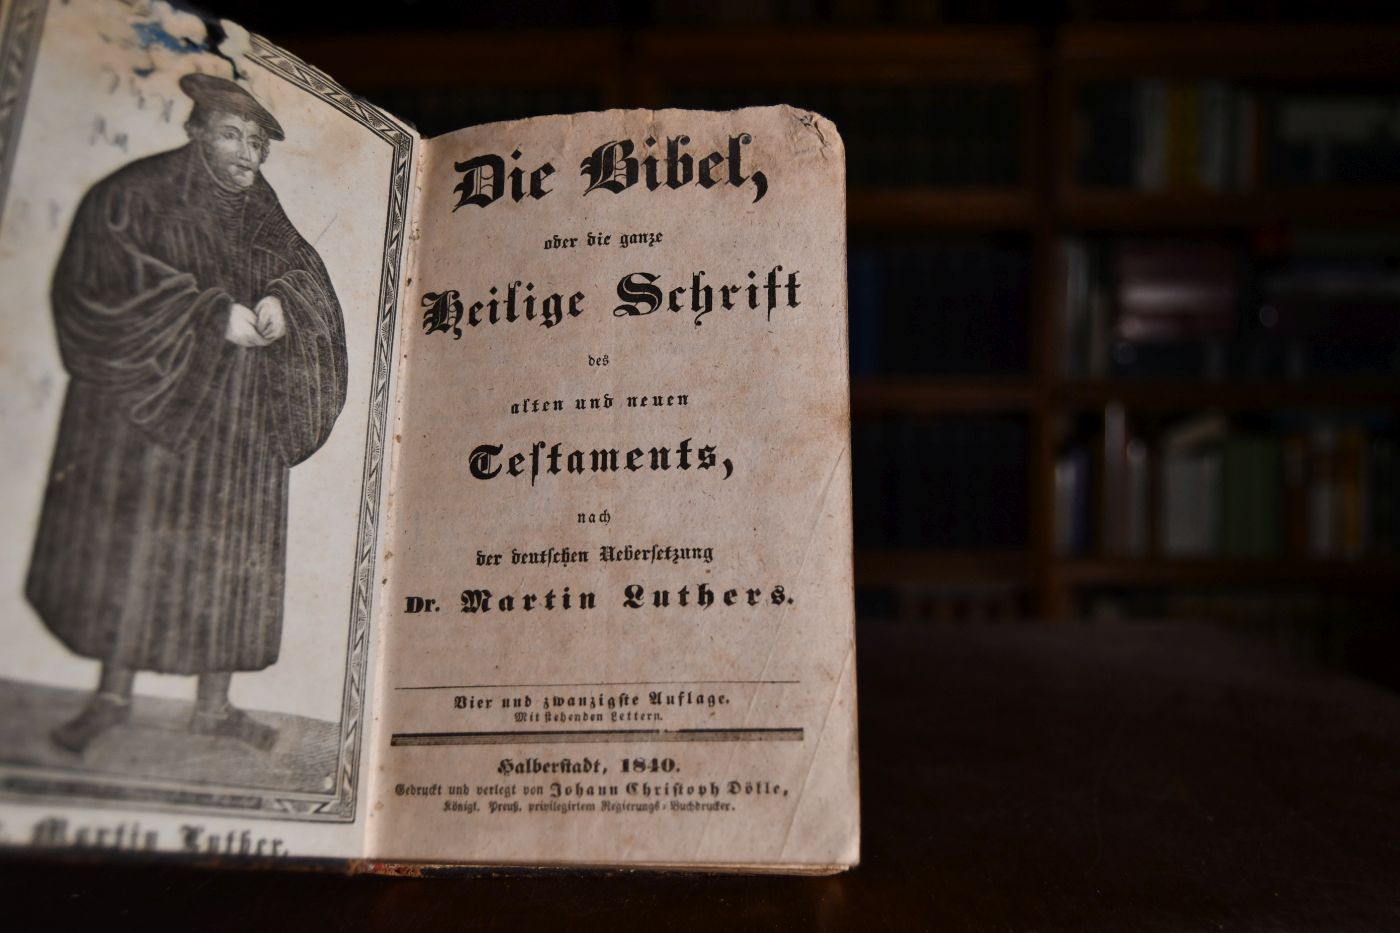 Dr. Martin Luther.
Die Bibel,
oder die ganze
Heilige Schrift
des
alten und neuen
Testaments,
nach
der deutschen Uebersetzung
Dr. Martin Luthers.
Vier und zwanzigste Auflage.
Mit stehenden Lettern.
Halberstadt, 1840.
Gedruckt und verlegt von Johann Christoph Dölle,
Königl. Preuß. privilegirtem Regierungs-Buchdrucker.